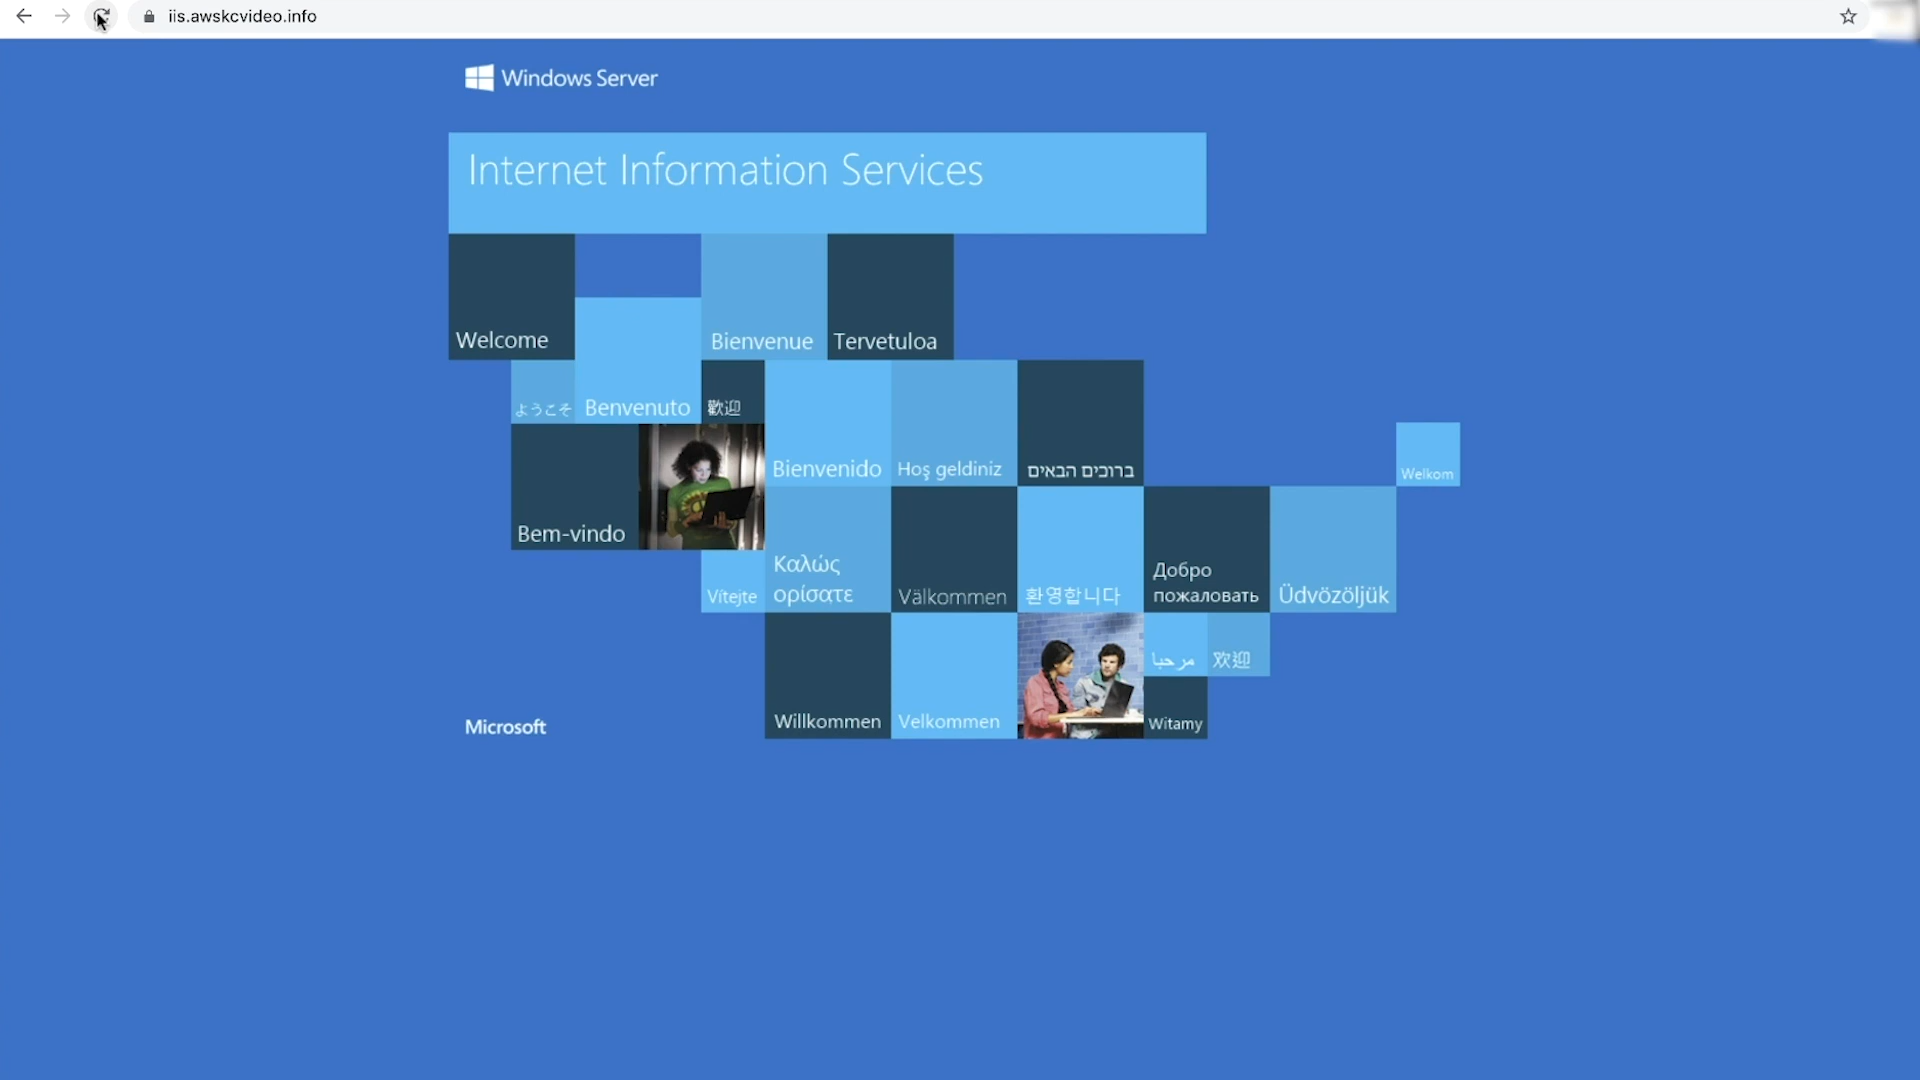 iis.awskcvideo.info
Windows Server
Internet Information Services
Welcome
Bienvenue
Tervetuloa
ようこそ
Benvenuto
歡迎
Bienvenido
Hoş geldiniz
ברוכים הבאים
Welkom
Bem-vindo
Vítejte
Καλώς
ορίσατε
Välkommen
환영합니다
Добро
пожаловать
Üdvözöljük
مرحبا
欢迎
Willkommen
Velkommen
Witamy
Microsoft